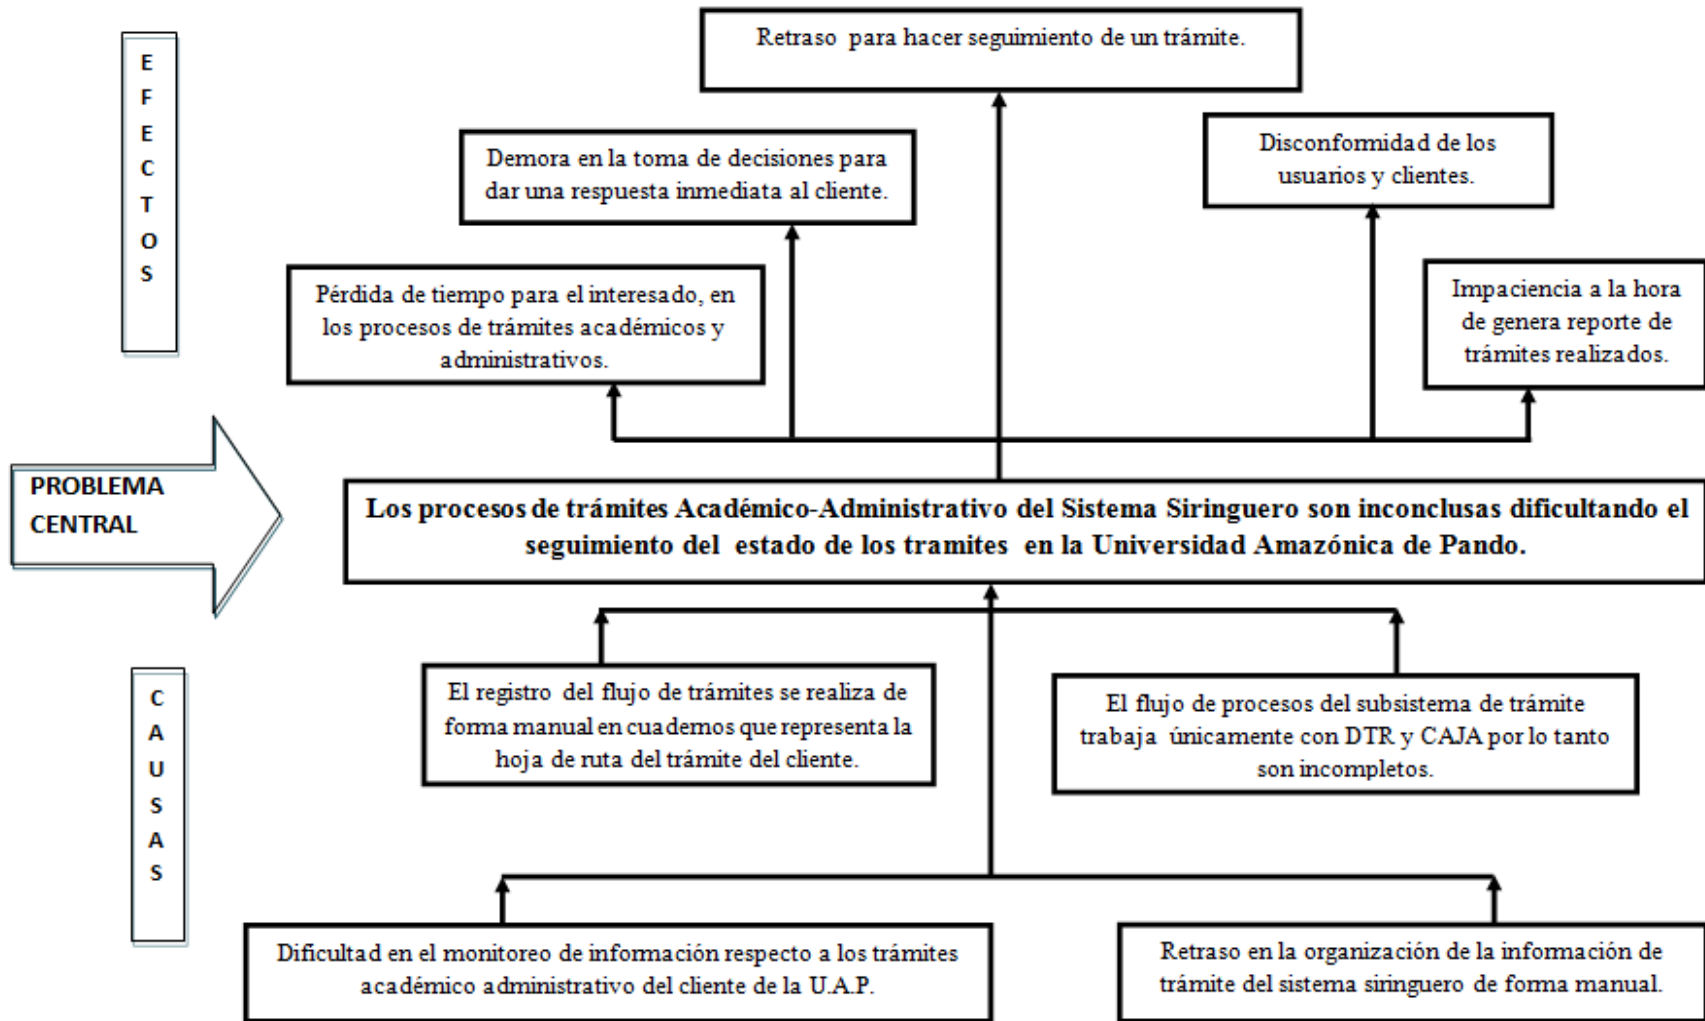 EFECTOS
Retraso para hacer seguimiento de un trámite.
Demora en la toma de decisiones para
dar una respuesta inmediata al cliente.
Disconformidad de los
usuarios y clientes.
Pérdida de tiempo para el interesado, en
los procesos de trámites académicos y
administrativos.
Impaciencia a la hora
de genera reporte de
trámites realizados.
PROBLEMA
CENTRAL
Los procesos de trámites Académico-Administrativo del Sistema Siringuero son inconclusas dificultando el
seguimiento del estado de los tramites en la Universidad Amazónica de Pando.
CAUSAS
El registro del flujo de trámites se realiza de
forma manual en cuadernos que representa la
hoja de ruta del trámite del cliente.
El flujo de procesos del subsistema de trámite
trabaja únicamente con DTR y CAJA por lo tanto
son incompletos.
Dificultad en el monitoreo de información respecto a los trámites
académico administrativo del cliente de la U.A.P.
Retraso en la organización de la información de
trámite del sistema siringuero de forma manual.